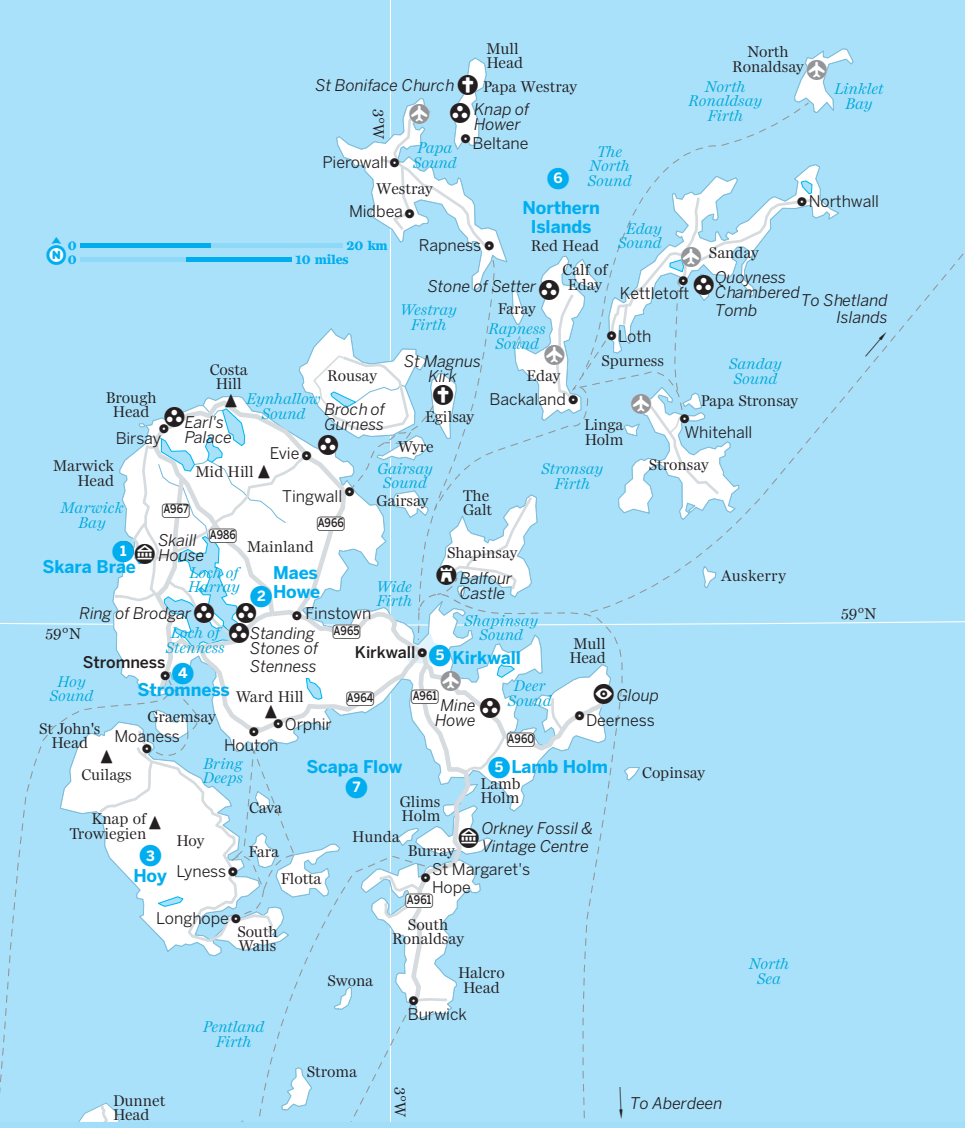 Mull
Head
North
Ronaldsay
St Boniface Church
Papa Westray
North
Ronaldsay
Firth
Linklet
Bay
3°W
Knap of
Hower
Beltane
Papa
Sound
The
North
Sound
Pierowall
6
Northern
Islands
Westray
Midbea
Northwall
Rapness
Red Head
Eday
Sound
Sanday
N
0
20 km
0
10 miles
Calf of
Eday
Stone of Setter
Kettletoft
Quoyness
Chambered
Tomb
To Shetland
Islands
Faray
Westray
Firth
Rapness
Sound
Loth
Spurness
St Magnus
Kirk
Sanday
Sound
Costa
Hill
Rousay
Eday
Backaland
Papa Stronsay
Brough
Head
Eynhallow
Sound
Broch of
Gurness
Egilsay
Linga
Holm
Whitehall
Earl's
Palace
Birsay
Evie
Wyre
Marwick
Head
Mid Hill
Gairsay
Sound
Stronsay
Firth
Stronsay
Tingwall
Gairsay
The
Galt
Marwick
Bay
A967
A986
A966
1
Skara Brae
Skaill
House
Mainland
Shapinsay
Loch of
Harray
Maes
Howe
2
Balfour
Castle
Auskerry
Wide
Firth
Ring of Brodgar
Finstown
59°N
59°N
A965
Shapinsay
Sound
Loch of
Stenness
Standing
Stones of
Stenness
Kirkwall
5
Kirkwall
Mull
Head
Stromness
4
Stromness
Hoy
Sound
Ward Hill
A964
A961
Deer
Sound
Gloup
Mine
Howe
Graemsay
Orphir
Deerness
St John's
Head
Moaness
Houton
A960
Cuilags
Bring
Deeps
Scapa Flow
7
5
Lamb Holm
Copinsay
Lamb
Holm
Cava
Glims
Holm
Knap of
Trowiegien
Hoy
Hunda
Orkney Fossil &
Vintage Centre
3
Hoy
Fara
Burray
Lyness
Flotta
St Margaret's
Hope
A961
Longhope
South
Walls
South
Ronaldsay
Swona
Halcro
Head
North
Sea
Burwick
Pentland
Firth
Stroma
3°W
Dunnet
Head
To Aberdeen